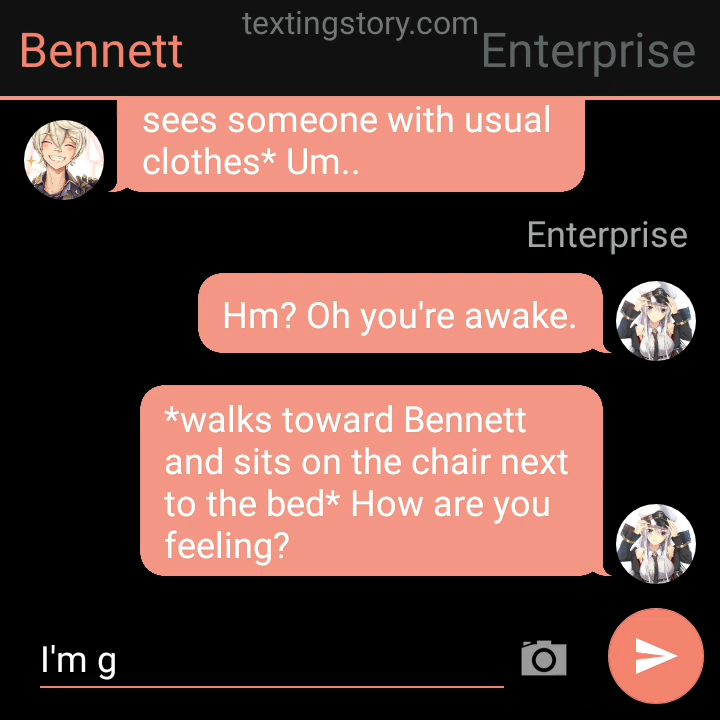 textingstory.com
Bennett
Enterprise
sees someone with usual
clothes* Um..
Enterprise
Hm? Oh you're awake.
*walks toward Bennett
and sits on the chair next
to the bed* How are you
feeling?
I'm g